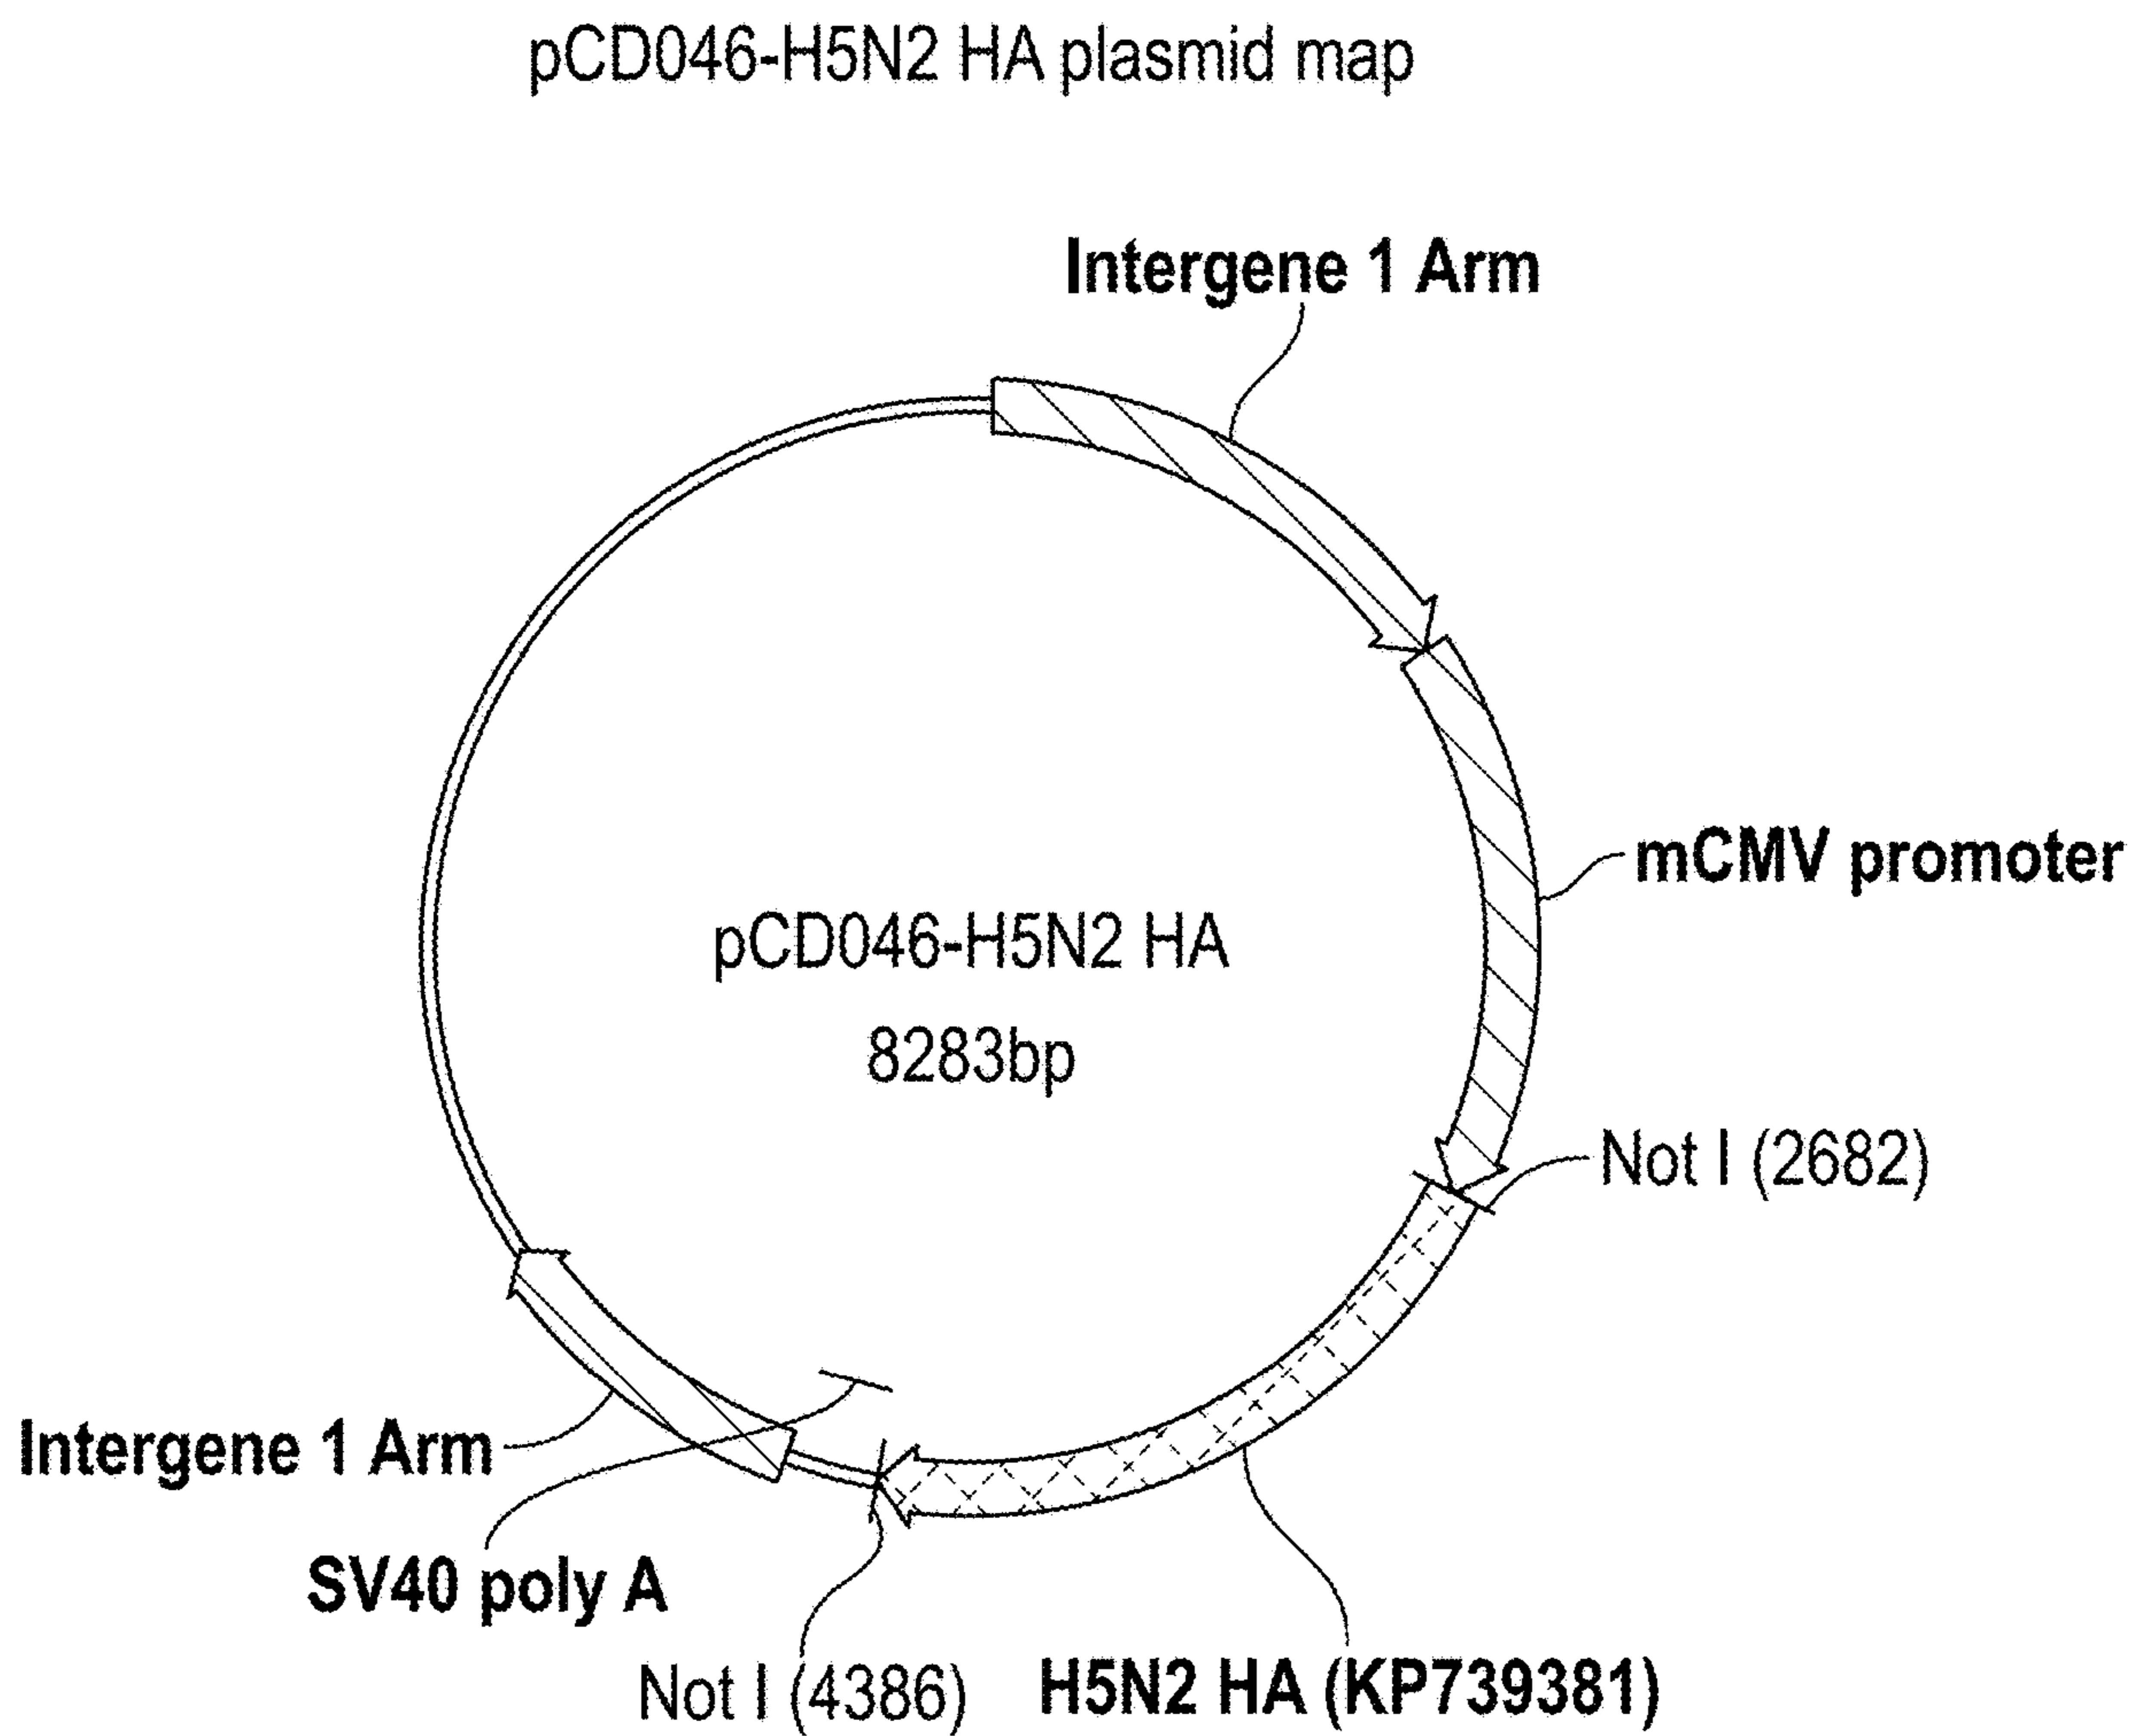 pCD046-H5N2 HA plasmid map
Intergene 1 Arm
mCMV promoter
pCD046-H5N2 HA
8283bp
Not I (2682)
Intergene 1 Arm
SV40 poly A
Not I (4386)
H5N2 HA (KP739381)